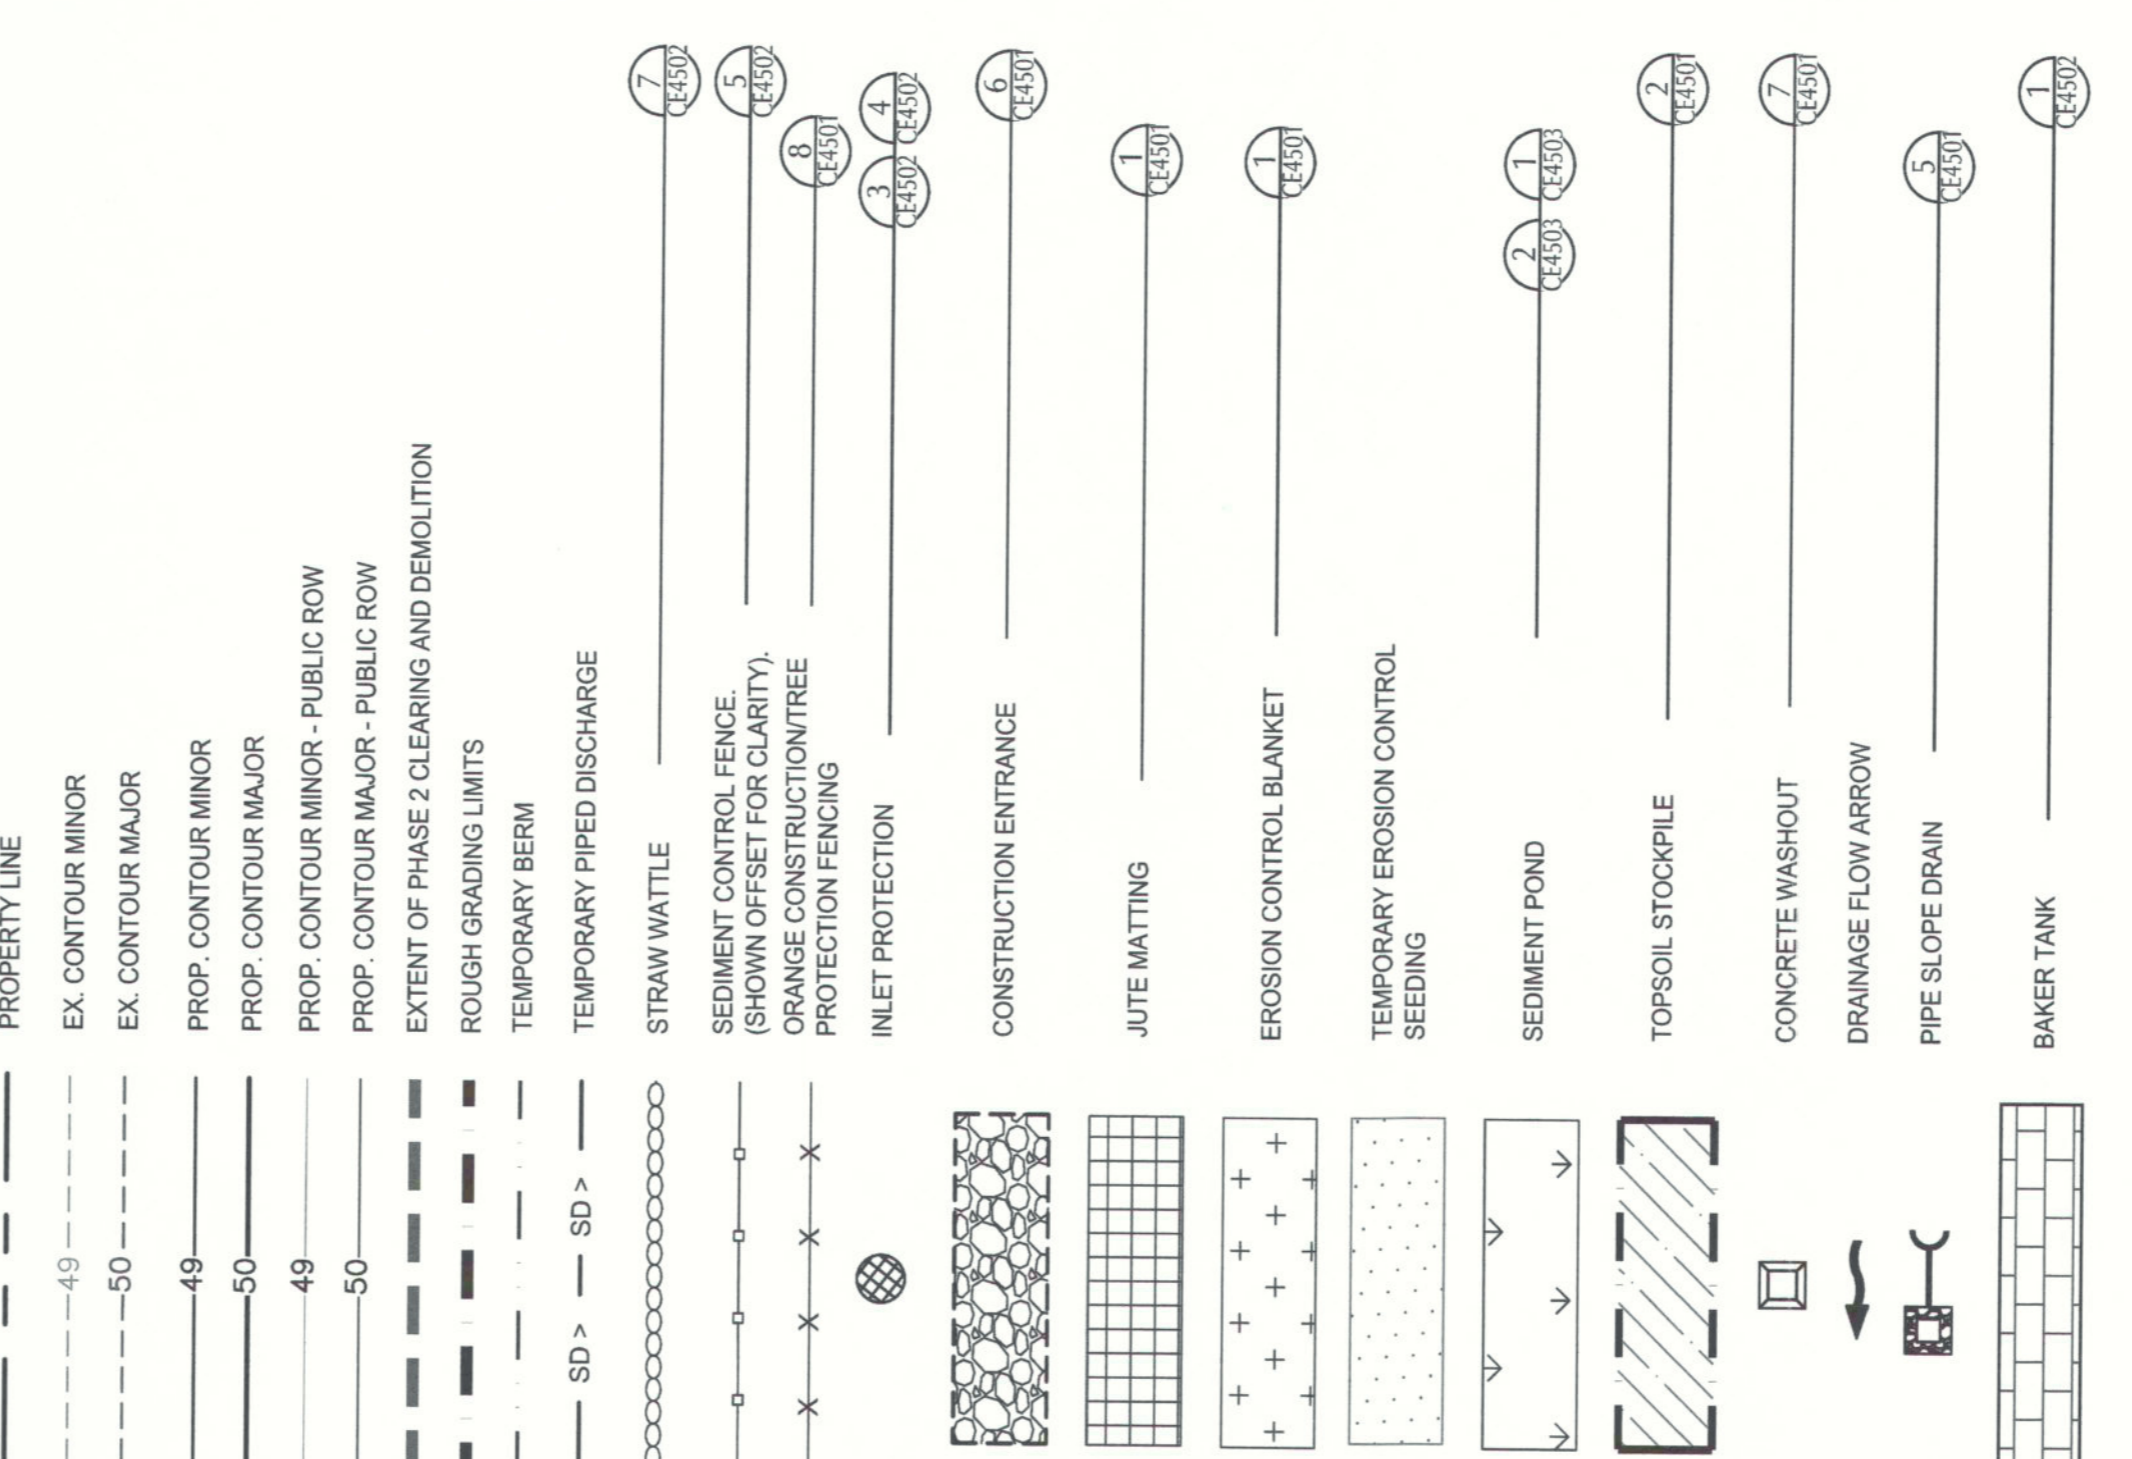 PROPERTY LINE
49 EX. CONTOUR MINOR
50 EX. CONTOUR MAJOR
49 PROP. CONTOUR MINOR
50 PROP. CONTOUR MAJOR
49 PROP. CONTOUR MINOR - PUBLIC ROW
50 PROP. CONTOUR MAJOR - PUBLIC ROW
EXTENT OF PHASE 2 CLEARING AND DEMOLITION
ROUGH GRADING LIMITS
TEMPORARY BERM
SD > SD > TEMPORARY PIPED DISCHARGE
STRAW WATTLE 7 CE4502
SEDIMENT CONTROL FENCE.
(SHOWN OFFSET FOR CLARITY). 5 CE4502
ORANGE CONSTRUCTION/TREE
PROTECTION FENCING 8 CE4501
INLET PROTECTION 3 CE4502 4 CE4502
CONSTRUCTION ENTRANCE 6 CE4501
JUTE MATTING 1 CE4501
EROSION CONTROL BLANKET 1 CE4501
TEMPORARY EROSION CONTROL
SEEDING
SEDIMENT POND 2 CE4503 1 CE4503
TOPSOIL STOCKPILE 2 CE4501
CONCRETE WASHOUT 7 CE4501
DRAINAGE FLOW ARROW
PIPE SLOPE DRAIN 5 CE4501
BAKER TANK 1 CE4502